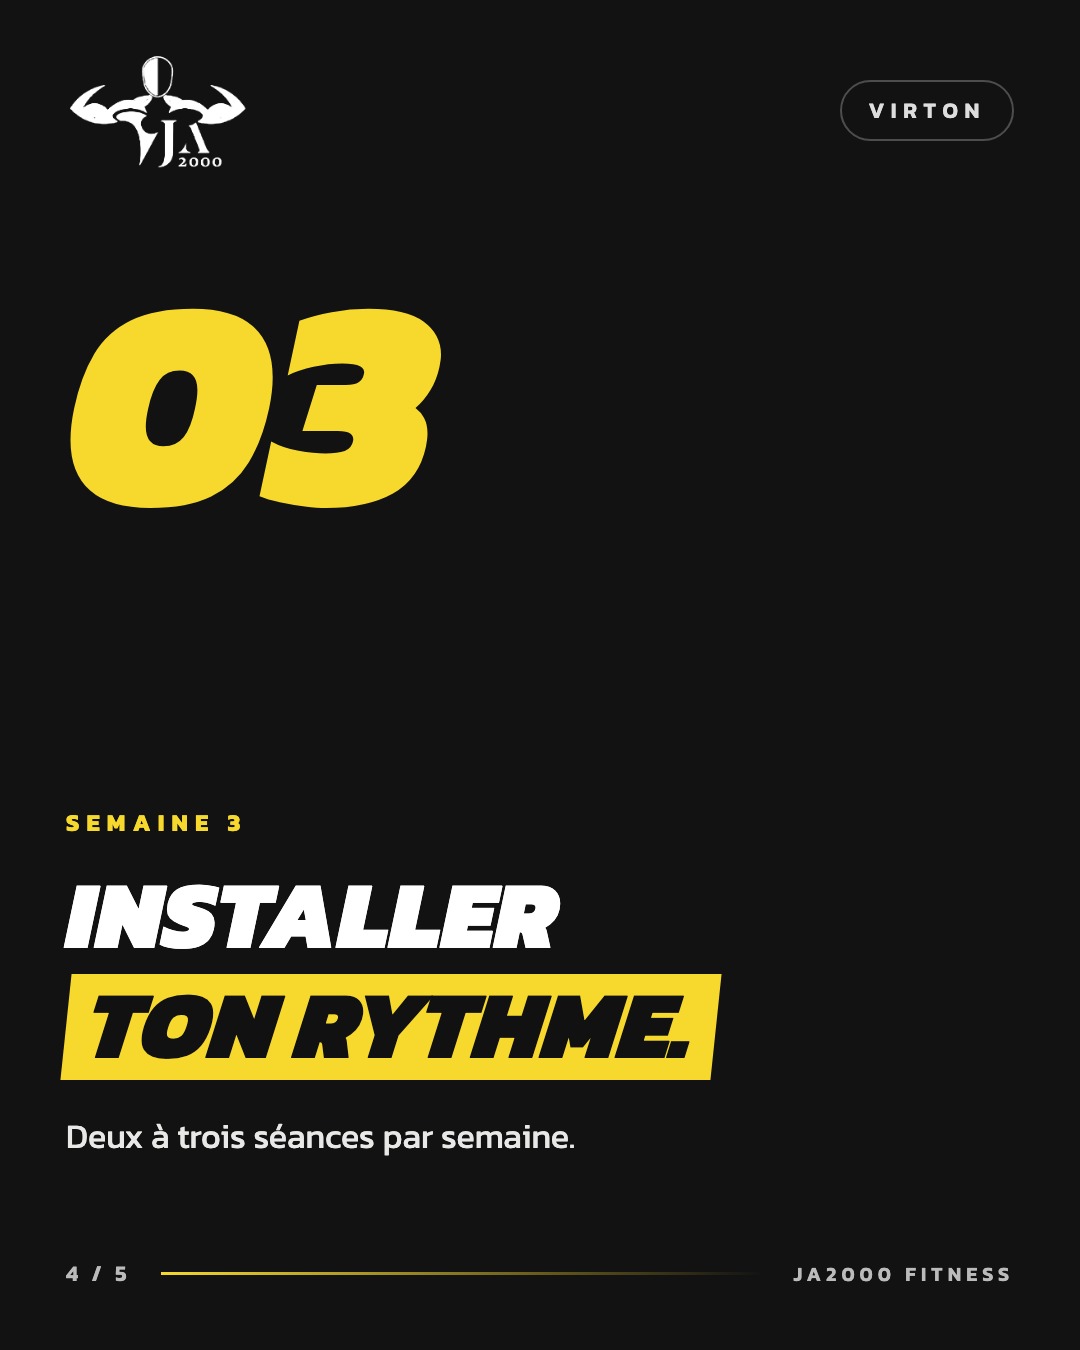 JA
2000
VIRTON
03
SEMAINE 3
INSTALLER
TON RYTHME.
Deux à trois séances par semaine.
4 / 5
JA2000 FITNESS